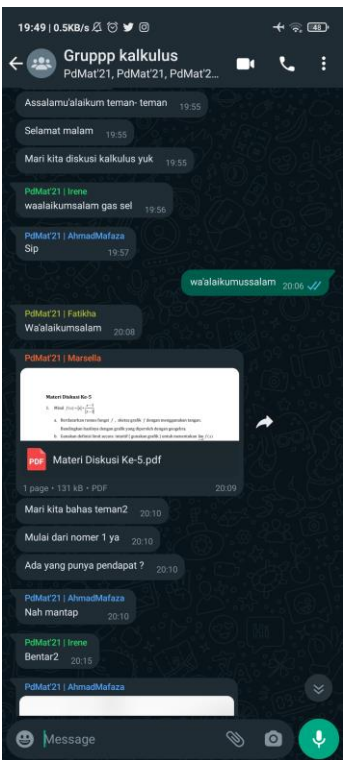 19:49 | 0.5KB/s
48
Gruppp kalkulus
PdMat'21, PdMat'21, PdMat'2...
Assalamu'alaikum teman- teman 19:55
Selamat malam 19:55
Mari kita diskusi kalkulus yuk 19:55
PdMat'21 | Irene
waalaikumsalam gas sel 19:56
PdMat'21 | AhmadMafaza
Sip 19:57
wa'alaikumussalam 20:06
PdMat'21 | Fatikha
Wa'alaikumsalam 20:08
PdMat'21 | Marsella
Materi Diskusi Ke-5
PDF Materi Diskusi Ke-5.pdf
1 page • 131 kB • PDF 20:09
Mari kita bahas teman2 20:10
Mulai dari nomer 1 ya 20:10
Ada yang punya pendapat ? 20:10
PdMat'21 | AhmadMafaza
Nah mantap 20:10
PdMat'21 | Irene
Bentar2 20:15
PdMat'21 | AhmadMafaza
Message